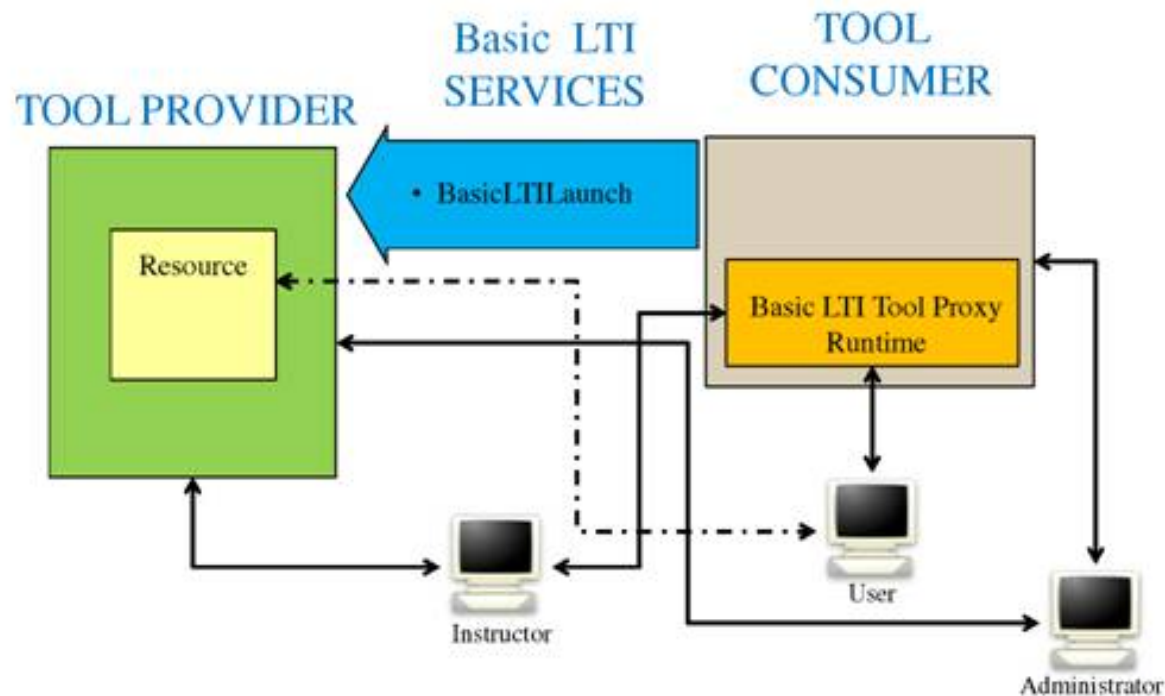 TOOL PROVIDER
Basic LTI
SERVICES
TOOL
CONSUMER
• BasicLTILaunch
Resource
Basic LTI Tool Proxy
Runtime
Instructor
User
Administrator